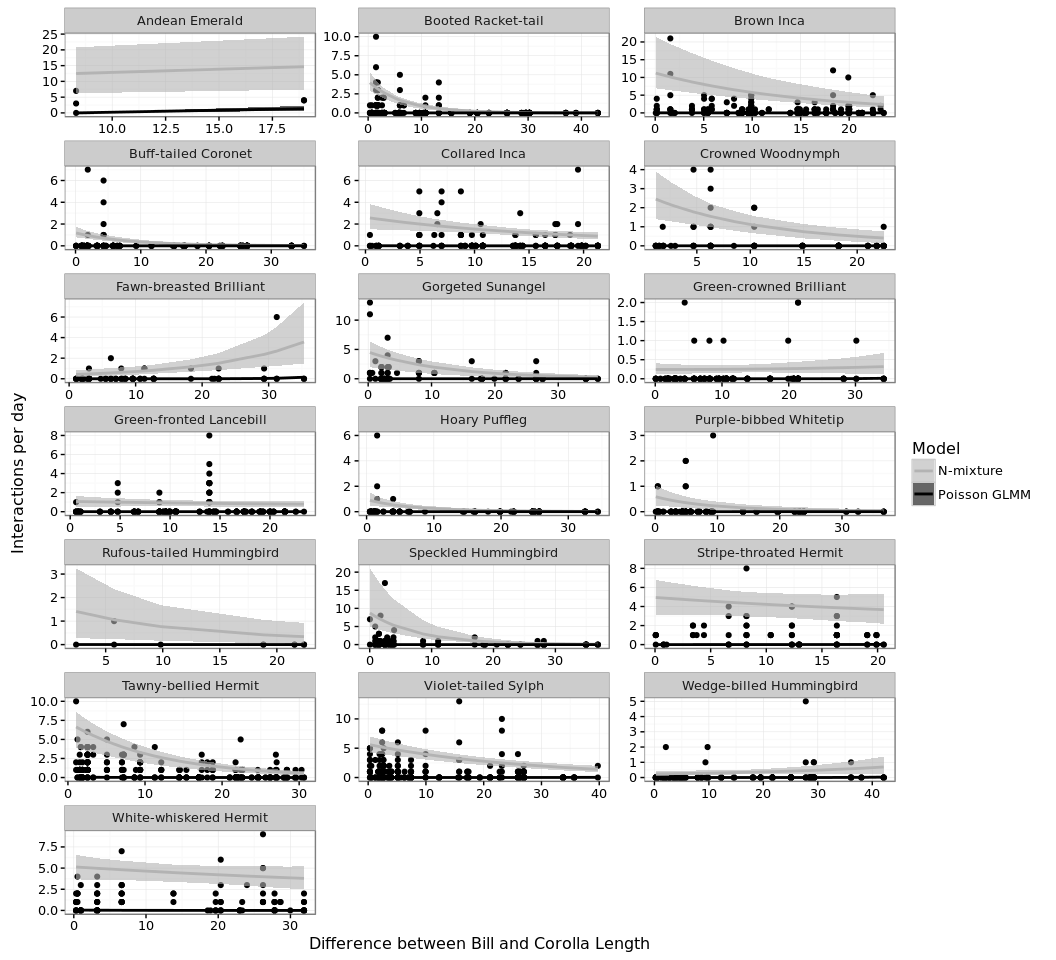 Andean Emerald Booted Racket-tail Brown Inca
25
20
15
10
5
0
10.0 12.5 15.0 17.5
10.0
7.5
5.0
2.5
0.0
0 10 20 30 40
20
15
10
5
0
0 5 10 15 20
Buff-tailed Coronet Collared Inca Crowned Woodnymph
6
4
2
0
0 10 20 30
6
4
2
0
0 5 10 15 20
4
3
2
1
0
0 5 10 15 20
Fawn-breasted Brilliant Gorgeted Sunangel Green-crowned Brilliant
6
4
2
0
0 10 20 30
10
5
0
0 10 20 30
2.0
1.5
1.0
0.5
0.0
0 10 20 30
Green-fronted Lancebill Hoary Puffleg Purple-bibbed Whitetip
8
6
4
2
0
0 5 10 15 20
6
4
2
0
0 10 20 30
3
2
1
0
0 10 20 30
Rufous-tailed Hummingbird Speckled Hummingbird Stripe-throated Hermit
3
2
1
0
5 10 15 20
20
15
10
5
0
0 10 20 30
8
6
4
2
0
0 5 10 15 20
Tawny-bellied Hermit Violet-tailed Sylph Wedge-billed Hummingbird
10.0
7.5
5.0
2.5
0.0
0 10 20 30
10
5
0
0 10 20 30 40
5
4
3
2
1
0
0 10 20 30 40
White-whiskered Hermit
7.5
5.0
2.5
0.0
0 10 20 30
Interactions per day
Difference between Bill and Corolla Length
Model
N-mixture
Poisson GLMM